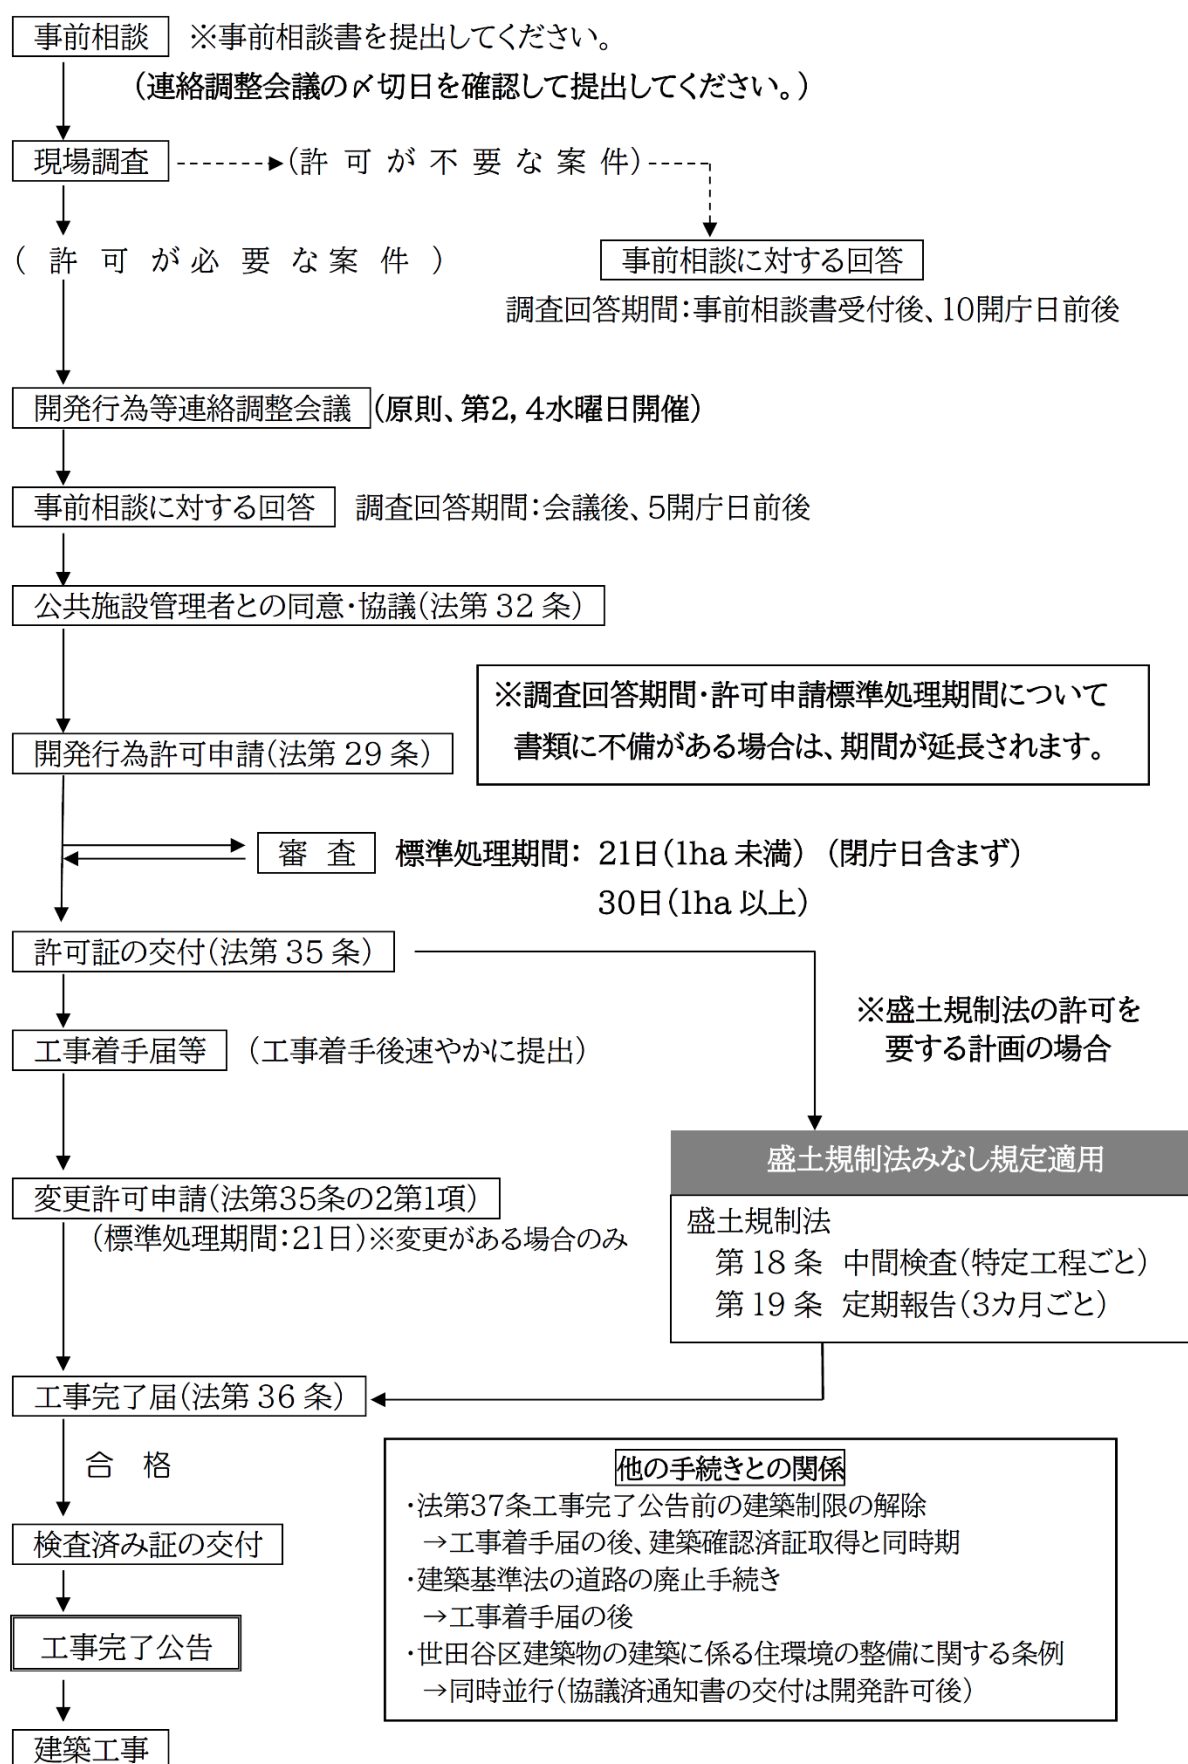 事前相談 ※事前相談書を提出してください。
(連絡調整会議の〆切日を確認して提出してください。)
現場調査 (許可が不要な案件)
(許可が必要な案件)
事前相談に対する回答
調査回答期間:事前相談書受付後、10開庁日前後
開発行為等連絡調整会議 (原則、第2,4水曜日開催)
事前相談に対する回答 調査回答期間:会議後、5開庁日前後
公共施設管理者との同意・協議(法第32条)
※調査回答期間・許可申請標準処理期間について
書類に不備がある場合は、期間が延長されます。
開発行為許可申請(法第29条)
審査 標準処理期間: 21日(1ha未満) (閉庁日含まず)
30日(1ha以上)
許可証の交付(法第35条)
※盛土規制法の許可を
要する計画の場合
工事着手届等 (工事着手後速やかに提出)
盛土規制法みなし規定適用
変更許可申請(法第35条の2第1項)
(標準処理期間:21日)※変更がある場合のみ
盛土規制法
第18条 中間検査(特定工程ごと)
第19条 定期報告(3カ月ごと)
工事完了届(法第36条)
合格
検査済み証の交付
工事完了公告
建築工事
他の手続きとの関係
・法第37条工事完了公告前の建築制限の解除
→工事着手届の後、建築確認済証取得と同時期
・建築基準法の道路の廃止手続き
→工事着手届の後
・世田谷区建築物の建築に係る住環境の整備に関する条例
→同時並行(協議済通知書の交付は開発許可後)